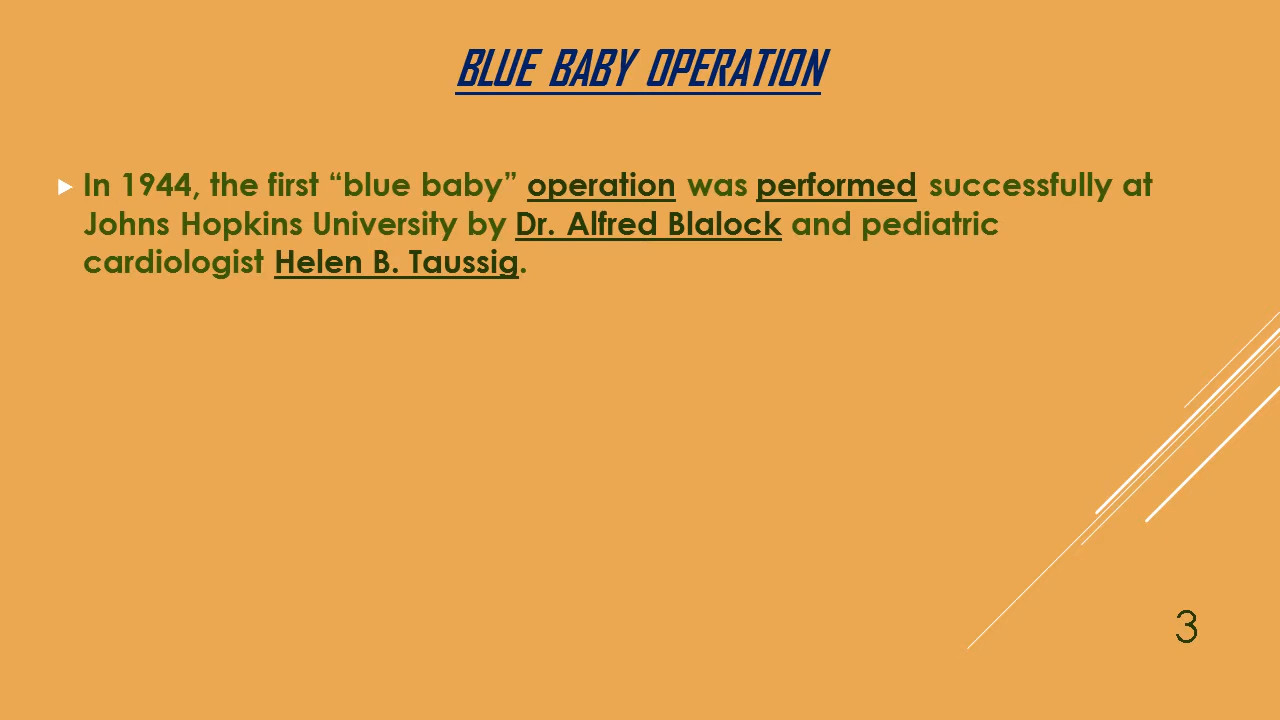 BLUE BABY OPERATION
In 1944, the first “blue baby” operation was performed successfully at
Johns Hopkins University by Dr. Alfred Blalock and pediatric
cardiologist Helen B. Taussig.
3